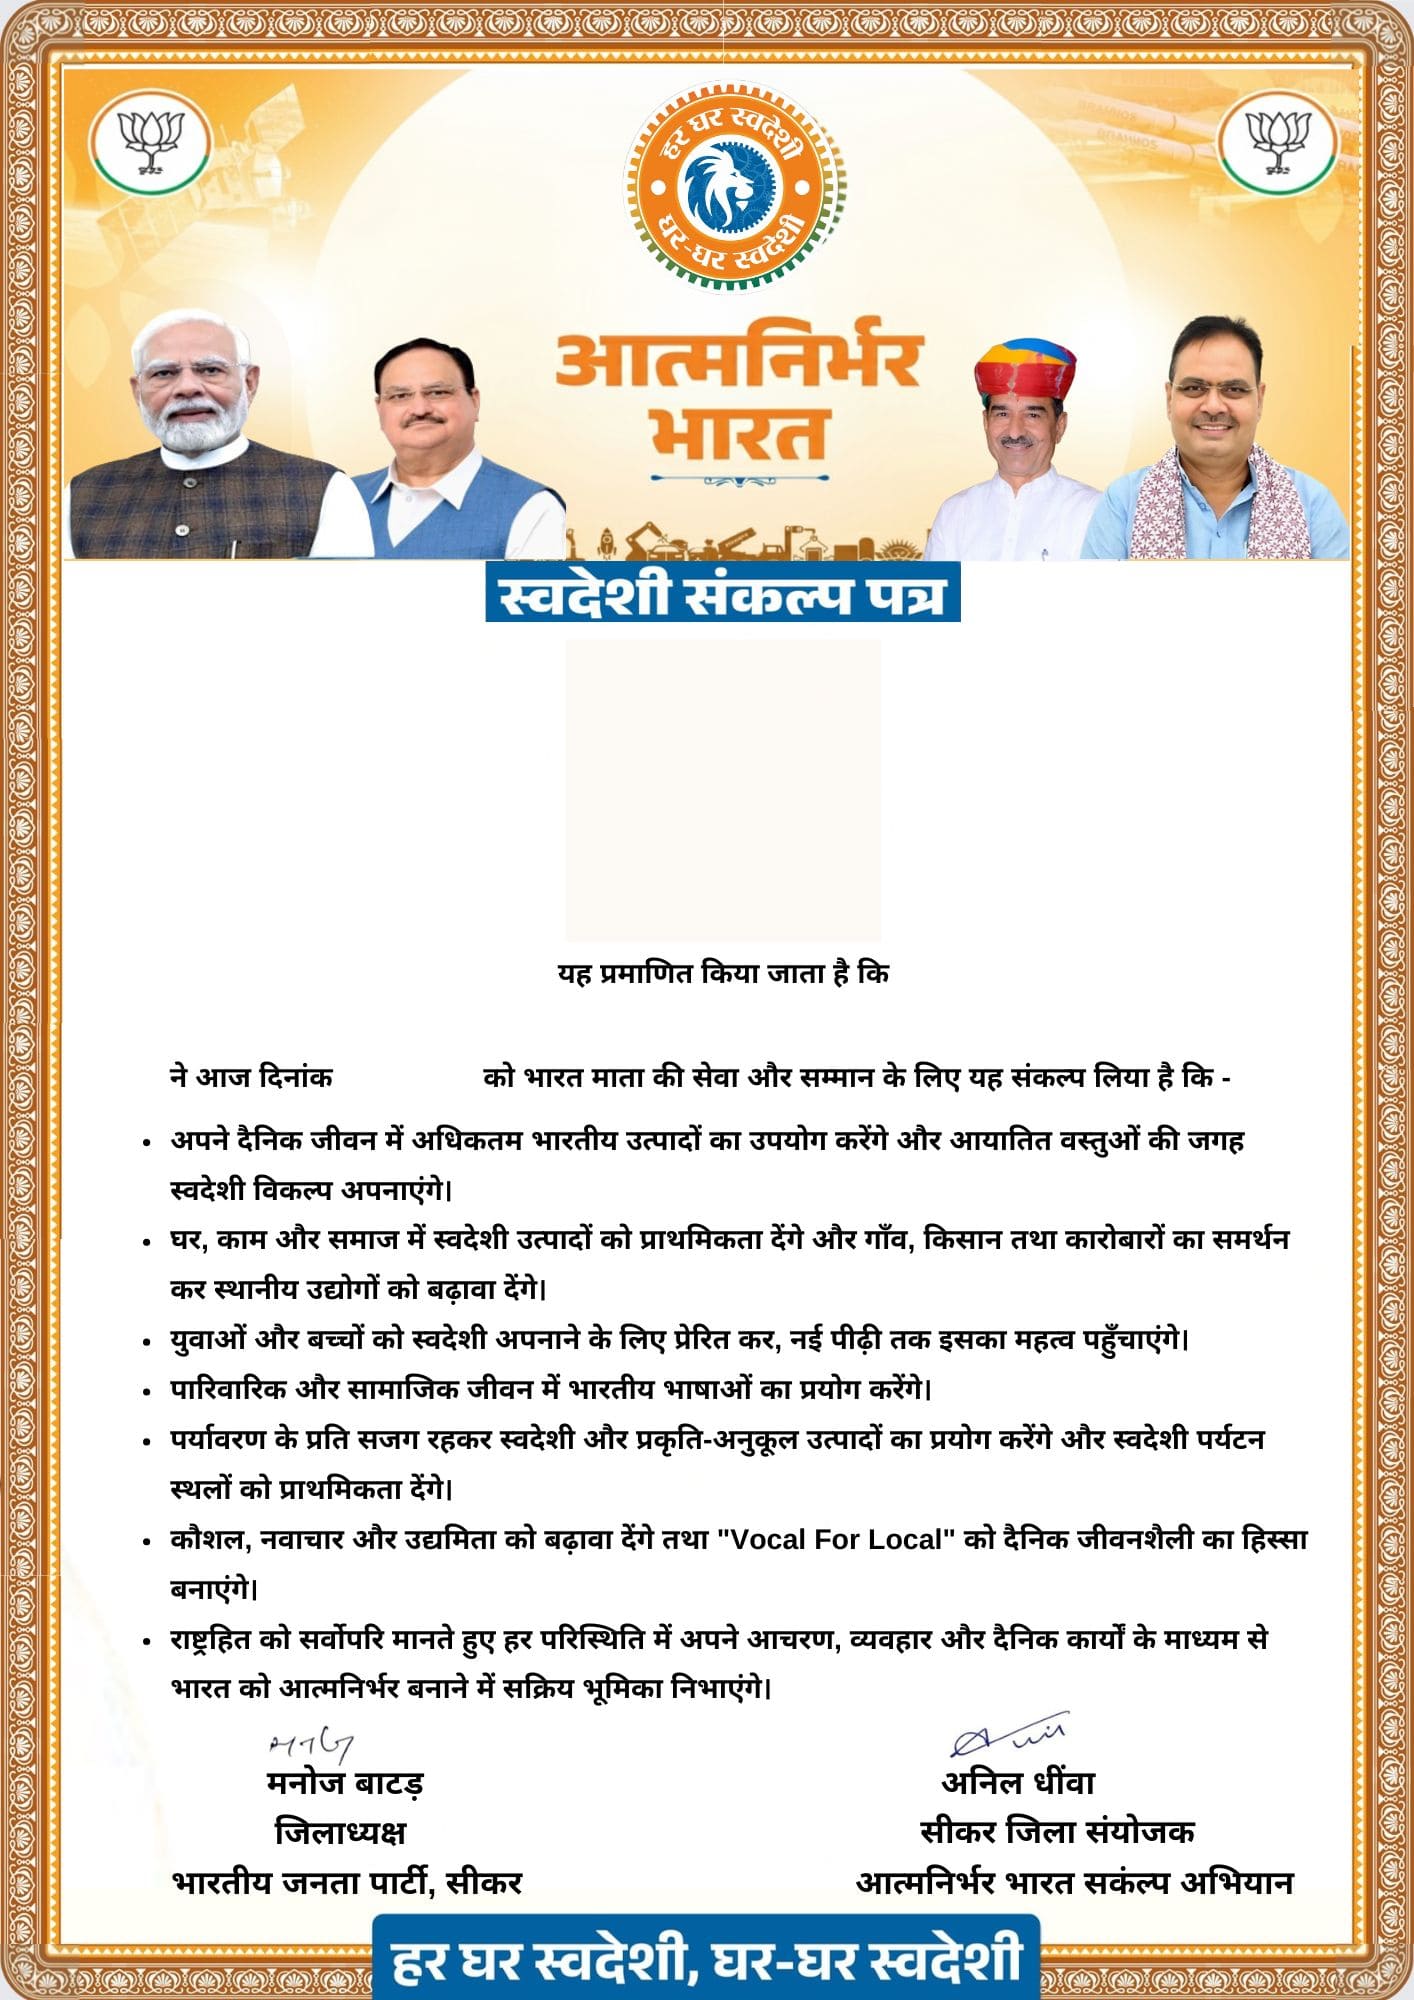 हर घर स्वदेशी
घर-घर स्वदेशी
आत्मनिर्भर
भारत
स्वदेशी संकल्प पत्र
यह प्रमाणित किया जाता है कि
ने आज दिनांक को भारत माता की सेवा और सम्मान के लिए यह संकल्प लिया है कि -
• अपने दैनिक जीवन में अधिकतम भारतीय उत्पादों का उपयोग करेंगे और आयातित वस्तुओं की जगह
स्वदेशी विकल्प अपनाएंगे।
• घर, काम और समाज में स्वदेशी उत्पादों को प्राथमिकता देंगे और गाँव, किसान तथा कारोबारों का समर्थन
कर स्थानीय उद्योगों को बढ़ावा देंगे।
• युवाओं और बच्चों को स्वदेशी अपनाने के लिए प्रेरित कर, नई पीढ़ी तक इसका महत्व पहुँचाएंगे।
• पारिवारिक और सामाजिक जीवन में भारतीय भाषाओं का प्रयोग करेंगे।
• पर्यावरण के प्रति सजग रहकर स्वदेशी और प्रकृति-अनुकूल उत्पादों का प्रयोग करेंगे और स्वदेशी पर्यटन
स्थलों को प्राथमिकता देंगे।
• कौशल, नवाचार और उद्यमिता को बढ़ावा देंगे तथा "Vocal For Local" को दैनिक जीवनशैली का हिस्सा
बनाएंगे।
• राष्ट्रहित को सर्वोपरि मानते हुए हर परिस्थिति में अपने आचरण, व्यवहार और दैनिक कार्यों के माध्यम से
भारत को आत्मनिर्भर बनाने में सक्रिय भूमिका निभाएंगे।
मनोज बाटड़
जिलाध्यक्ष
भारतीय जनता पार्टी, सीकर
अनिल धींवा
सीकर जिला संयोजक
आत्मनिर्भर भारत सकंल्प अभियान
हर घर स्वदेशी, घर-घर स्वदेशी